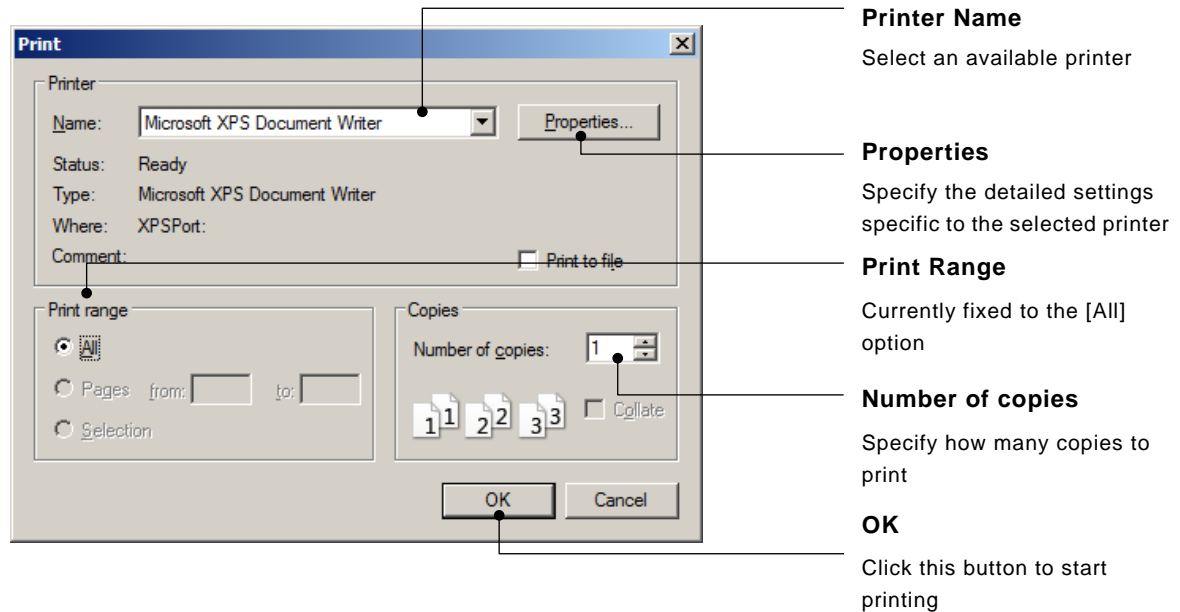 Print
Printer
Name: Microsoft XPS Document Writer Properties...
Status: Ready
Type: Microsoft XPS Document Writer
Where: XPSPort:
Comment:
Print to file
Print range
All
Pages from: to:
Selection
Copies
Number of copies: 1
1 1 2 2 3 3 Collate
OK Cancel
Printer Name
Select an available printer
Properties
Specify the detailed settings
specific to the selected printer
Print Range
Currently fixed to the [All]
option
Number of copies
Specify how many copies to
print
OK
Click this button to start
printing